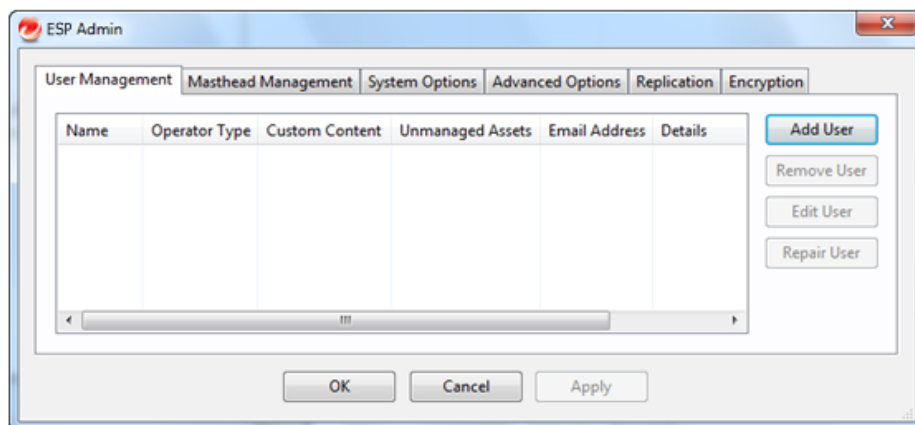 ESP Admin
User Management Masthead Management System Options Advanced Options Replication Encryption
Name Operator Type Custom Content Unmanaged Assets Email Address Details
Add User
Remove User
Edit User
Repair User
OK Cancel Apply